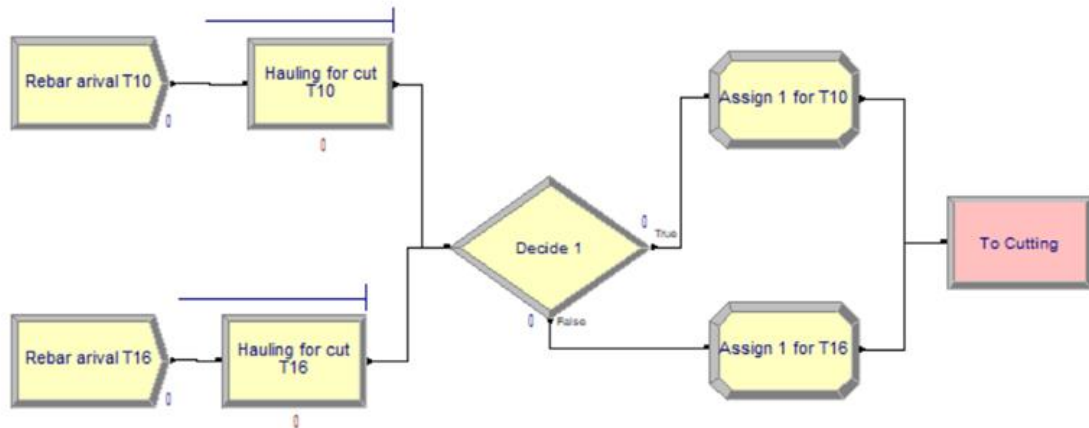 Rebar arival T10
0
Hauling for cut
T10
0
Assign 1 for T10
Decide 1
0
True
0
False
To Cutting
Rebar arival T16
0
Hauling for cut
T16
0
Assign 1 for T16